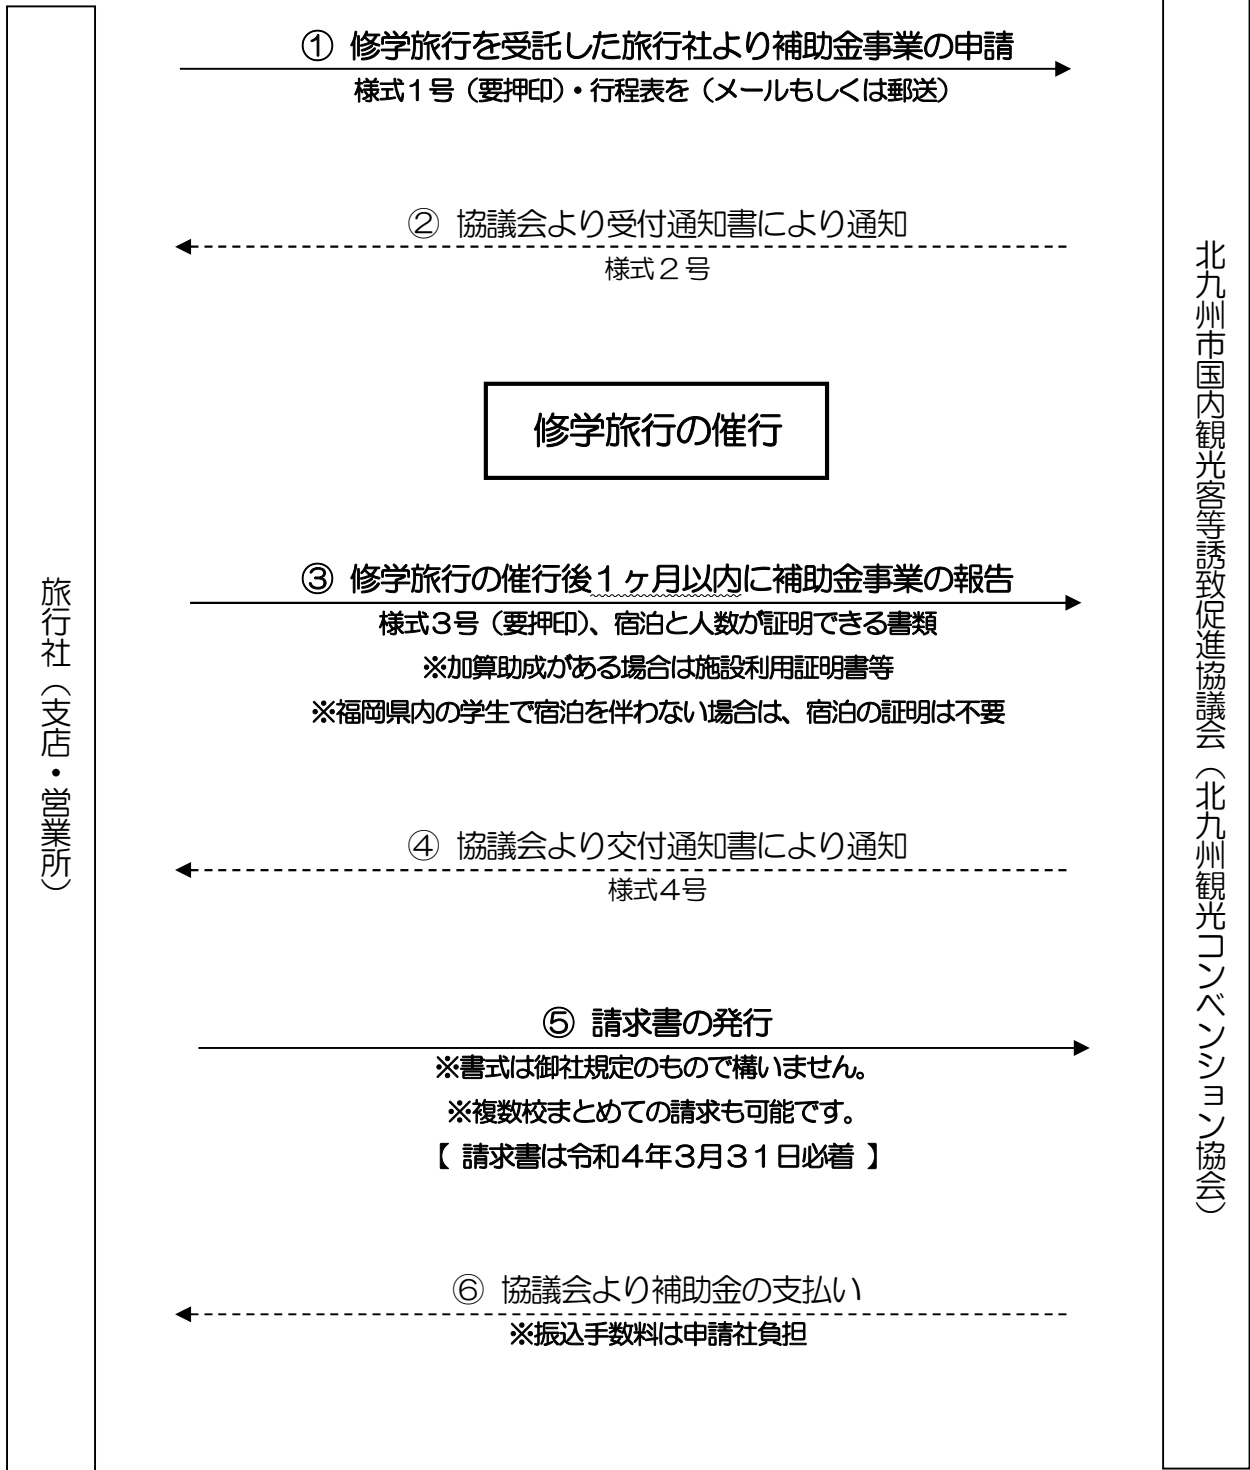 ① 修学旅行を受託した旅行社より補助金事業の申請
様式1号（要押印）・行程表を（メールもしくは郵送）
② 協議会より受付通知書により通知
様式2号
修学旅行の催行
③ 修学旅行の催行後1ヶ月以内に補助金事業の報告
様式3号（要押印）、宿泊と人数が証明できる書類
※加算助成がある場合は施設利用証明書等
※福岡県内の学生で宿泊を伴わない場合は、宿泊の証明は不要
④ 協議会より交付通知書により通知
様式4号
⑤ 請求書の発行
※書式は御社規定のもので構いません。
※複数校まとめての請求も可能です。
【 請求書は令和4年3月31日必着 】
⑥ 協議会より補助金の支払い
※振込手数料は申請社負担
旅行社（支店・営業所）
北九州市国内観光客等誘致促進協議会（北九州観光コンベンション協会）